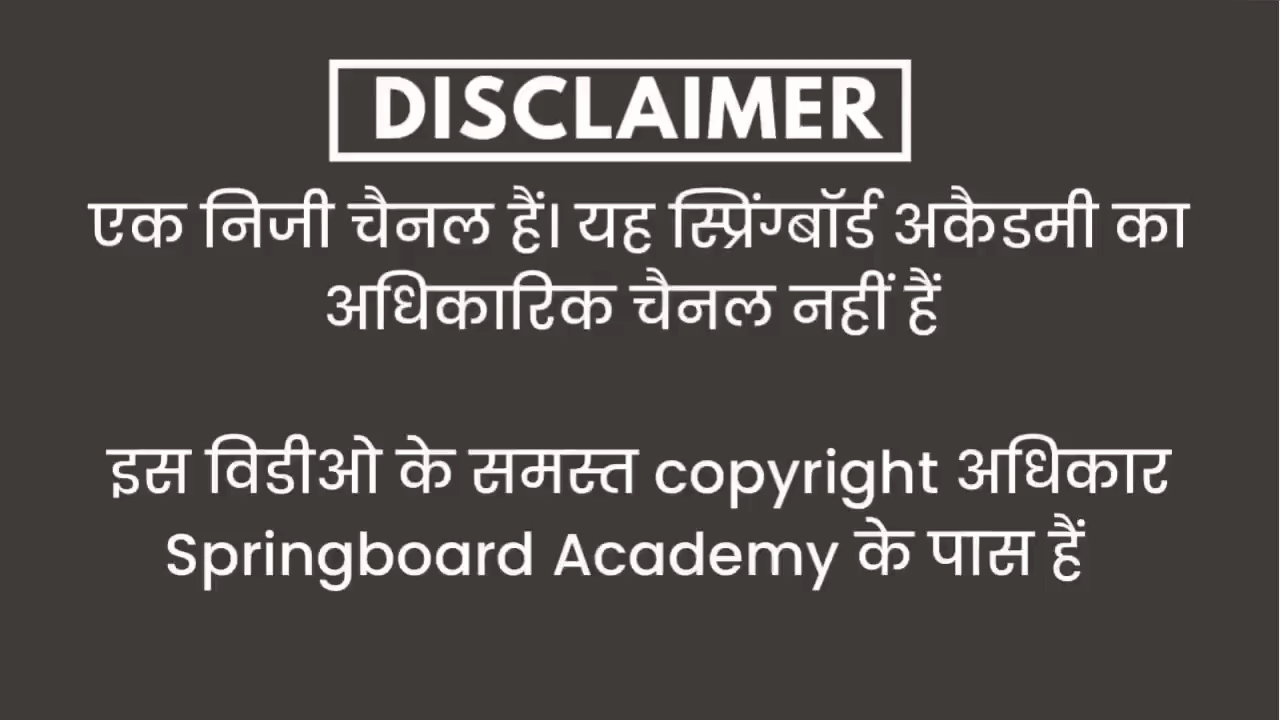 DISCLAIMER
एक निजी चैनल हैं। यह स्प्रिंग्बॉर्ड अकैडमी का
अधिकारिक चैनल नहीं हैं
इस विडीओ के समस्त copyright अधिकार
Springboard Academy के पास हैं